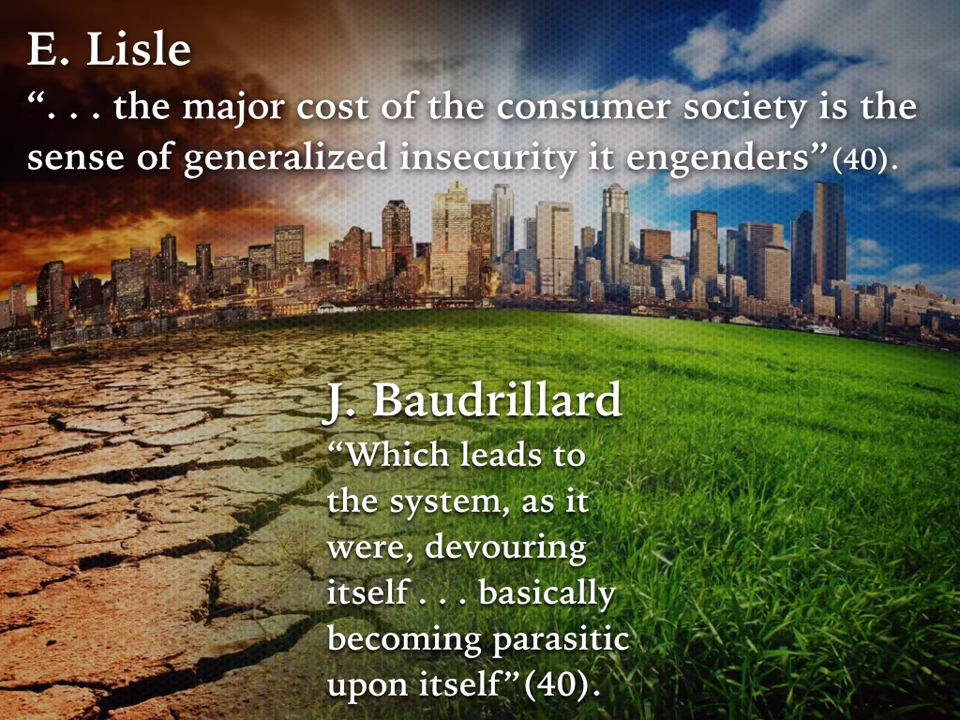 E. Lisle
“. . . the major cost of the consumer society is the
sense of generalized insecurity it engenders”(40).
J. Baudrillard
“Which leads to
the system, as it
were, devouring
itself . . . basically
becoming parasitic
upon itself”(40).